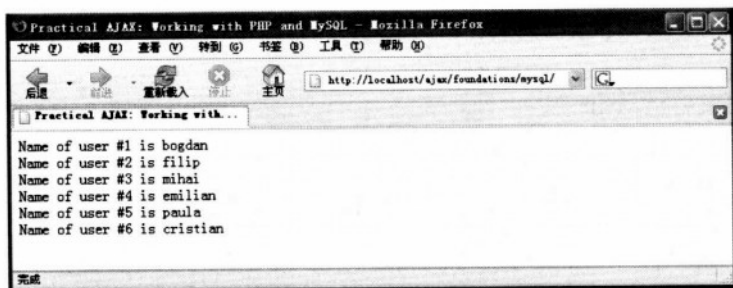 Practical AJAX: Working with PHP and MySQL - Mozilla Firefox
文件 (F) 编辑 (E) 查看 (V) 转到 (G) 书签 (B) 工具 (T) 帮助 (H)
后退 前进 重新载入 停止 主页 http://localhost/ajax/foundations/mysql/ G
Practical AJAX: Working with...
Name of user #1 is bogdan
Name of user #2 is filip
Name of user #3 is mihai
Name of user #4 is emilian
Name of user #5 is paula
Name of user #6 is cristian
完成